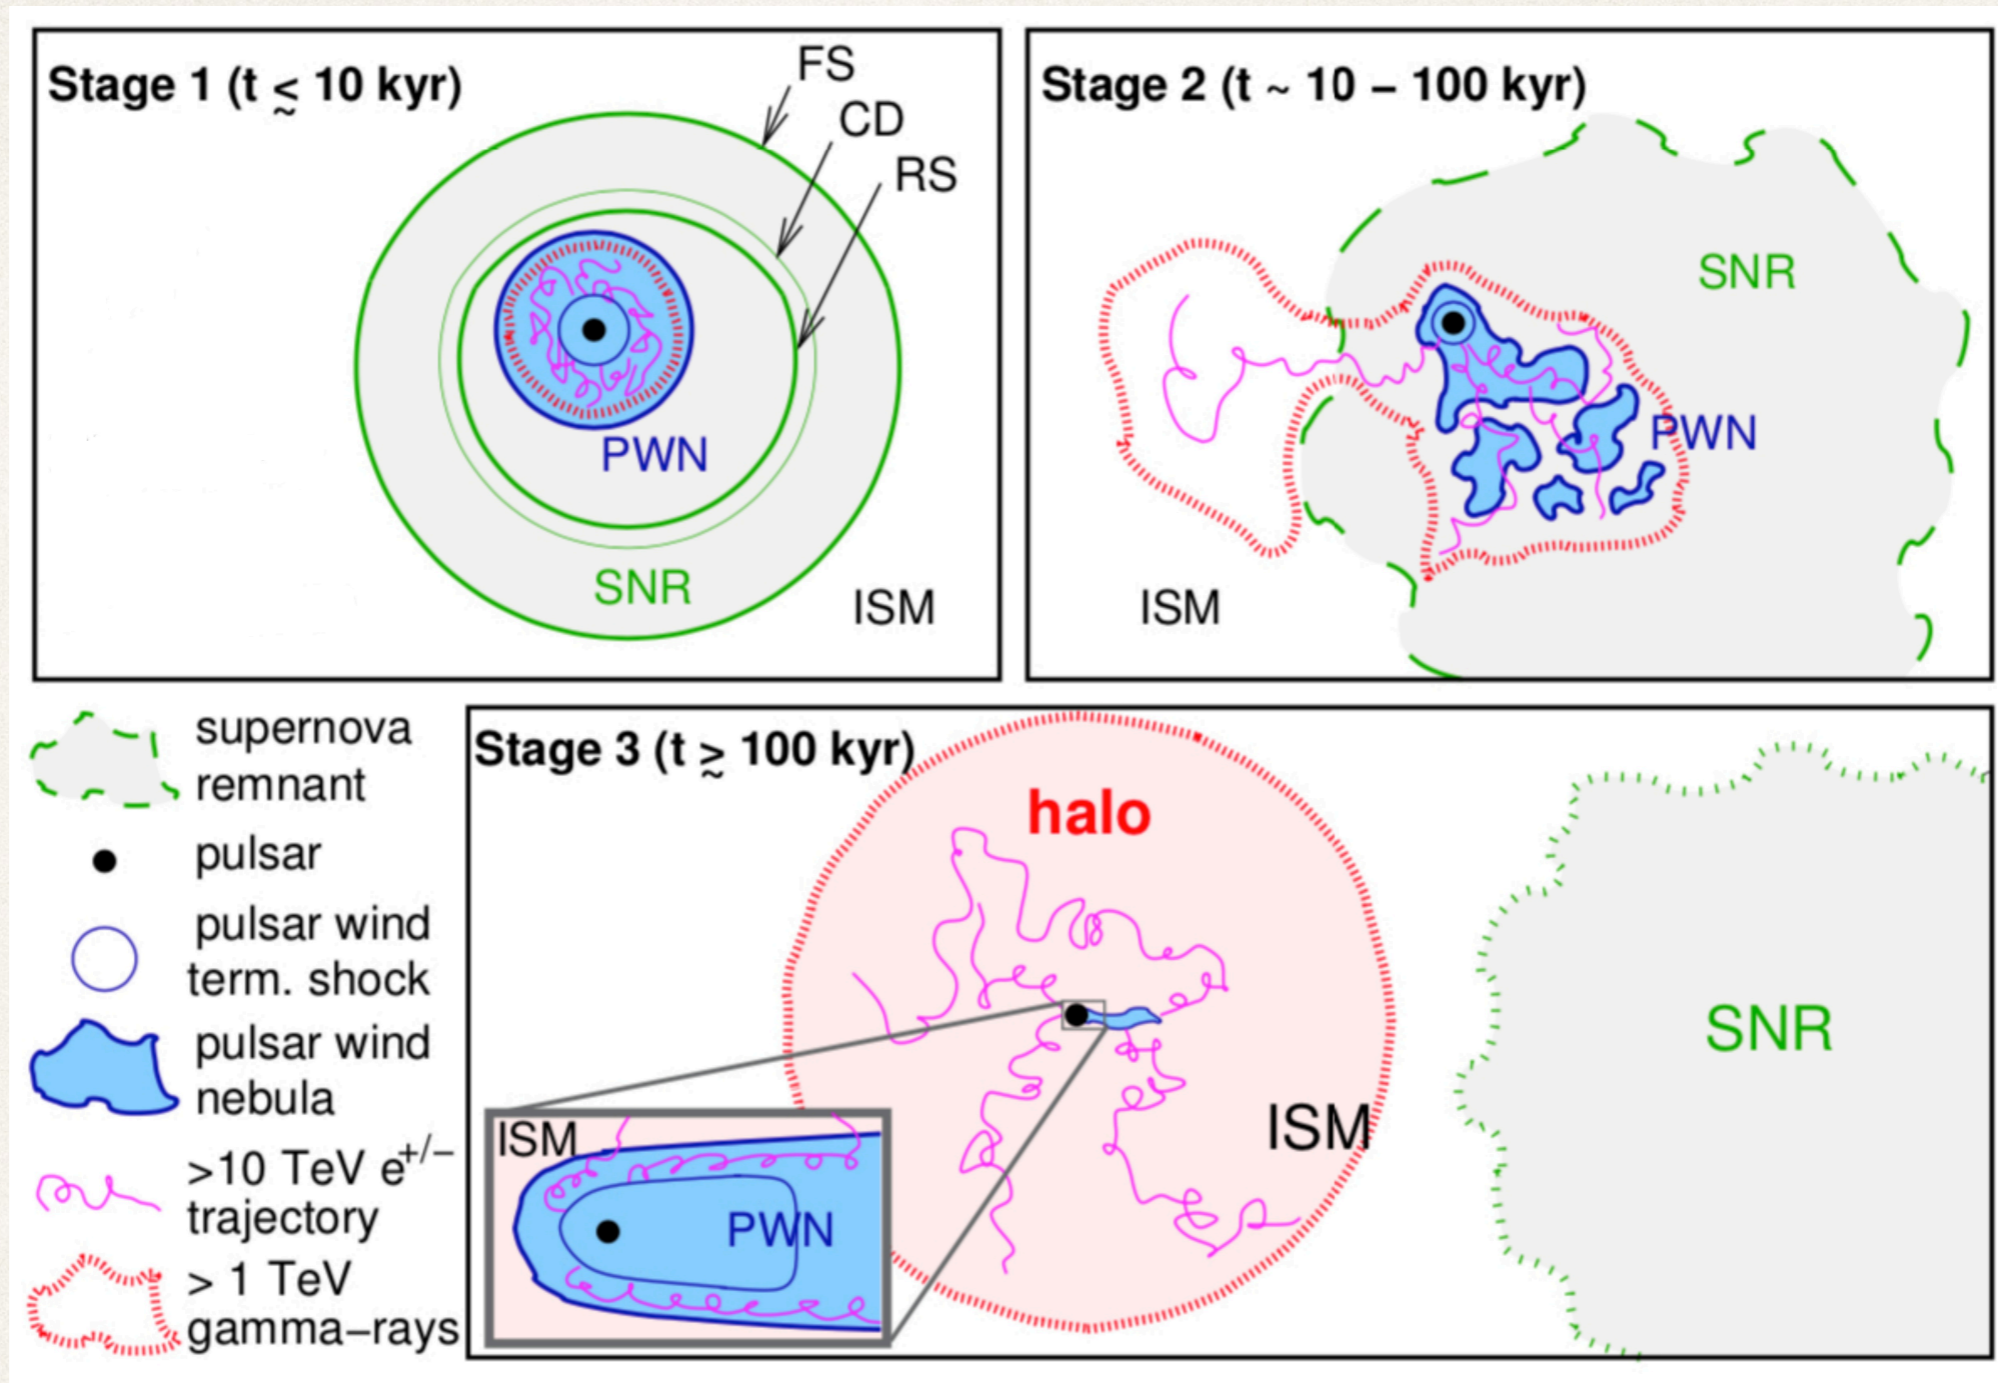 Stage 1 (t ≲ 10 kyr)
FS
CD
RS
PWN
SNR
ISM
Stage 2 (t ~ 10 – 100 kyr)
SNR
PWN
ISM
supernova
remnant
pulsar
pulsar wind
term. shock
pulsar wind
nebula
>10 TeV e+/−
trajectory
> 1 TeV
gamma−rays
Stage 3 (t ≳ 100 kyr)
halo
ISM
SNR
ISM
PWN